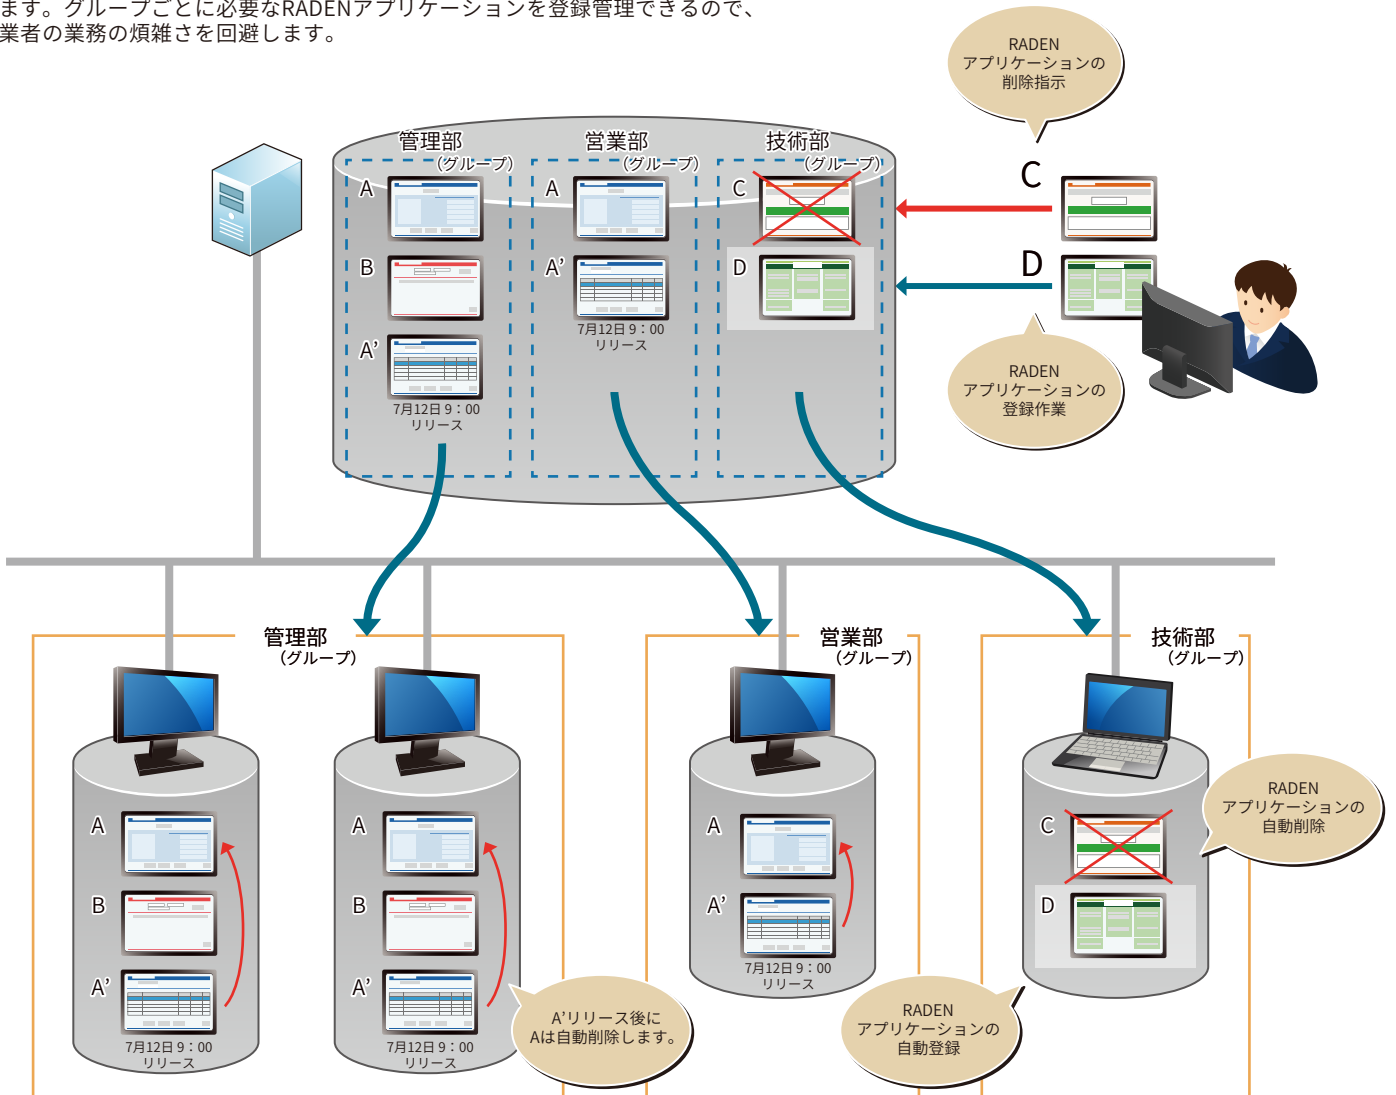 ます。グループごとに必要なRADENアプリケーションを登録管理できるので、
業者の業務の煩雑さを回避します。
RADEN
アプリケーションの
削除指示
管理部
(グループ)
営業部
(グループ)
技術部
(グループ)
A
B
A’
7月12日 9：00
リリース
A
A’
7月12日 9：00
リリース
C
D
C
D
RADEN
アプリケーションの
登録作業
管理部
(グループ)
営業部
(グループ)
技術部
(グループ)
A
B
A’
7月12日 9：00
リリース
A
B
A’
7月12日 9：00
リリース
A’リリース後に
Aは自動削除します。
A
A’
7月12日 9：00
リリース
C
D
RADEN
アプリケーションの
自動削除
RADEN
アプリケーションの
自動登録